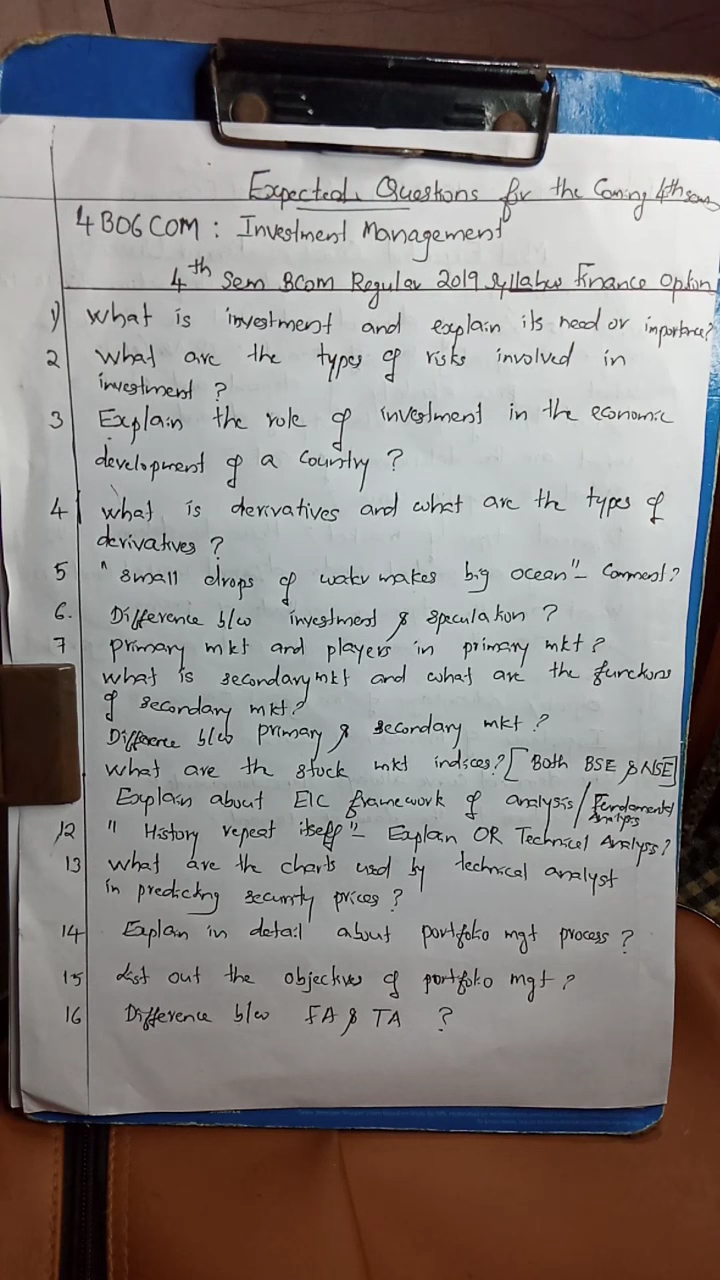 Expected Questions for the Coming 4th sem
4 BO6 COM : Investment Management
4th Sem BCom Regular 2019 Syllabus Finance Option
1) What is investment and explain its need or importance?
2 What are the types of risks involved in
investment ?
3 Explain the role of investment in the economic
development of a country ?
4 What is derivatives and what are the types of
derivatives ?
5 "small drops of water makes big ocean" - Comment?
6. Difference b/w investment & speculation ?
7 primary mkt and players in primary mkt ?
what is secondary mkt and what are the functions
of secondary mkt?
Difference b/w primary & secondary mkt ?
What are the stock mkt indisces? [Both BSE & NSE]
Explain about EIC framework of analysis / Fundamental
Analysis
12 "History repeat itself" - Explain OR Technical Analysis?
13 What are the charts used by technical analyst
in predicting security prices ?
14 Explain in detail about portfolio mgt process ?
15 List out the objectives of portfolio mgt ?
16 Difference b/w FA & TA ?